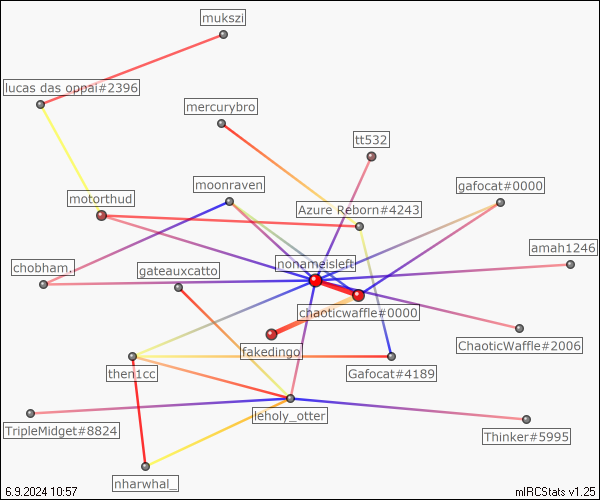 mukszi
lucas das oppai#2396
mercurybro
tt532
moonraven
gafocat#0000
motorthud
Azure Reborn#4243
amah1246
nonameisleft
chobham.
gateauxcatto
chaoticwaffle#0000
ChaoticWaffle#2006
fakedingo
then1cc
Gafocat#4189
leholy_otter
TripleMidget#8824
Thinker#5995
nharwhal_
6.9.2024 10:57
mIRCStats v1.25